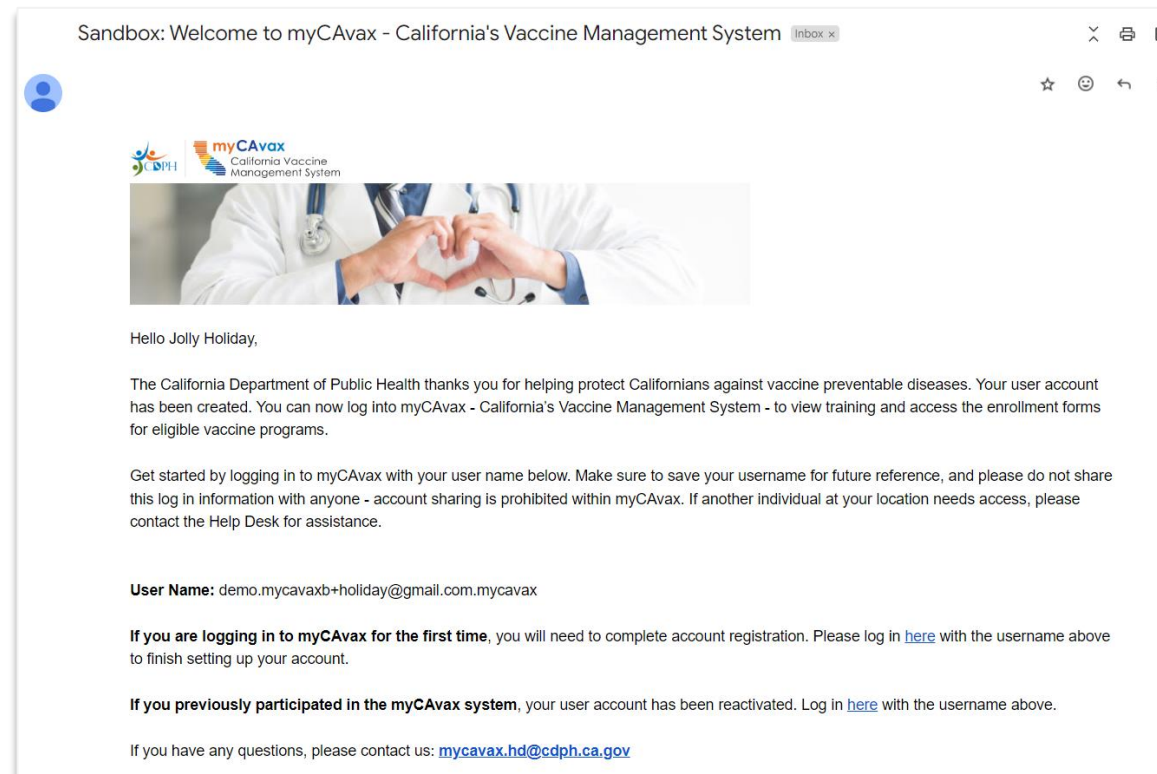 Sandbox: Welcome to myCAvax - California's Vaccine Management System Inbox x
CDPH
myCAvax
California Vaccine
Management System
Hello Jolly Holiday,
The California Department of Public Health thanks you for helping protect Californians against vaccine preventable diseases. Your user account
has been created. You can now log into myCAvax - California's Vaccine Management System - to view training and access the enrollment forms
for eligible vaccine programs.
Get started by logging in to myCAvax with your user name below. Make sure to save your username for future reference, and please do not share
this log in information with anyone - account sharing is prohibited within myCAvax. If another individual at your location needs access, please
contact the Help Desk for assistance.
User Name: demo.mycavaxb+holiday@gmail.com.mycavax
If you are logging in to myCAvax for the first time, you will need to complete account registration. Please log in here with the username above
to finish setting up your account.
If you previously participated in the myCAvax system, your user account has been reactivated. Log in here with the username above.
If you have any questions, please contact us: mycavax.hd@cdph.ca.gov